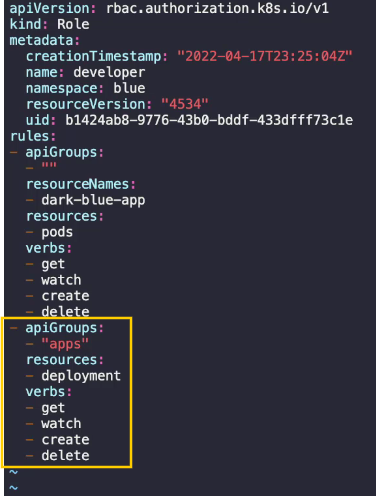 apiVersion: rbac.authorization.k8s.io/v1
kind: Role
metadata:
  creationTimestamp: "2022-04-17T23:25:04Z"
  name: developer
  namespace: blue
  resourceVersion: "4534"
  uid: b1424ab8-9776-43b0-bddf-433dfff73c1e
rules:
- apiGroups:
  - ""
  resourceNames:
  - dark-blue-app
  resources:
  - pods
  verbs:
  - get
  - watch
  - create
  - delete
- apiGroups:
  - "apps"
  resources:
  - deployment
  verbs:
  - get
  - watch
  - create
  - delete
~
~